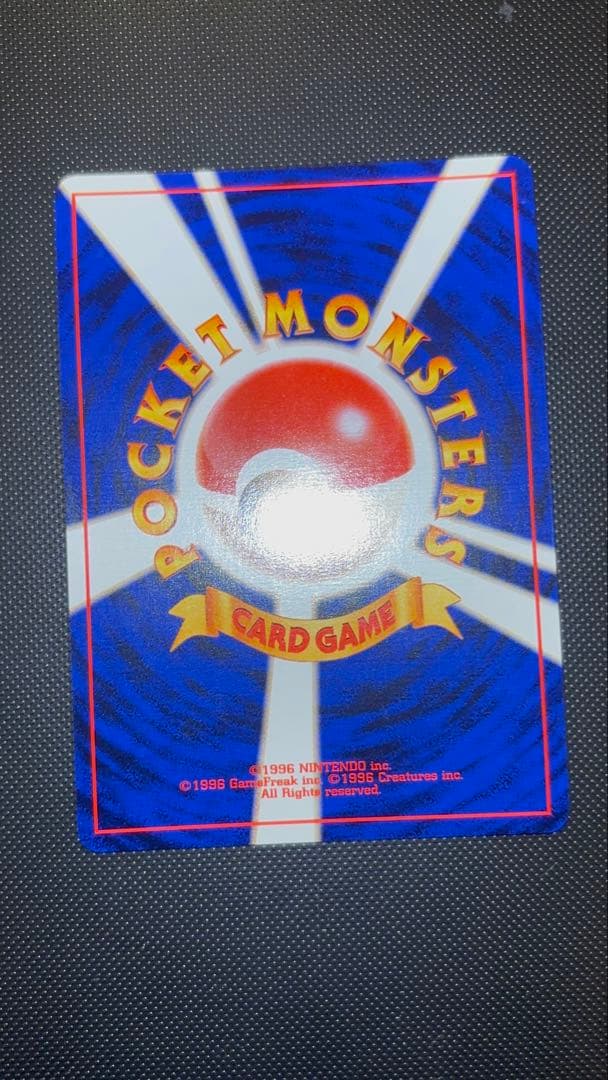 POCKET MONSTERS
CARD GAME
©1996 NINTENDO inc.
©1996 GameFreak inc. ©1996 Creatures inc.
All Rights reserved.